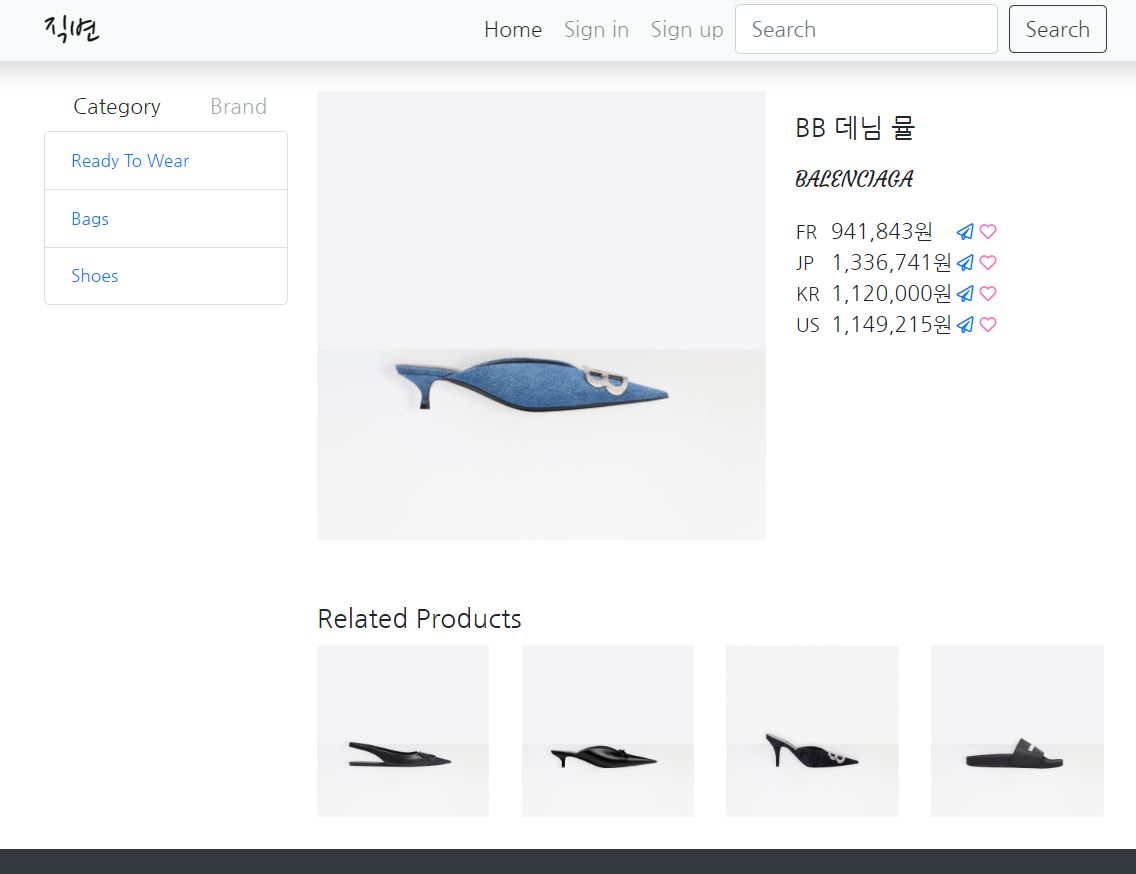 직변
Home Sign in Sign up Search Search
Category Brand
Ready To Wear
Bags
Shoes
BB 데님 뮬
BALENCIAGA
FR 941,843원
JP 1,336,741원
KR 1,120,000원
US 1,149,215원
Related Products